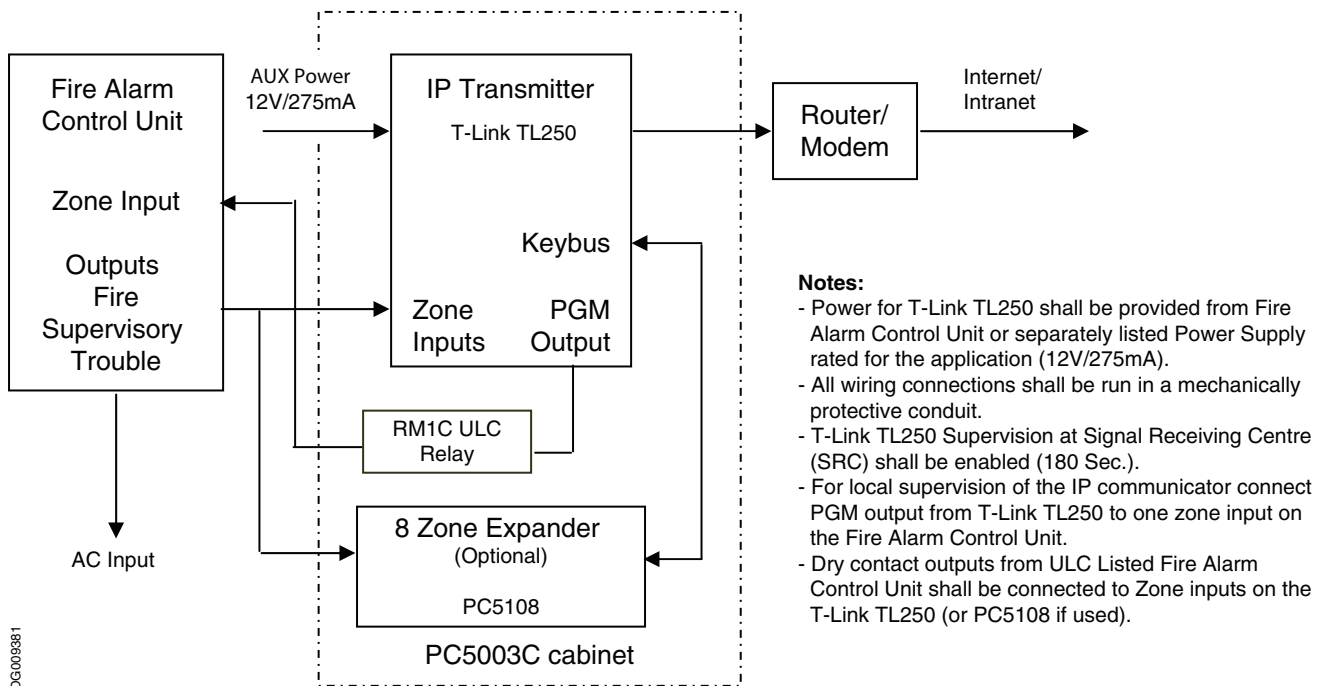 Fire Alarm
Control Unit
Zone Input
Outputs
Fire
Supervisory
Trouble
AC Input
AUX Power
12V/275mA
IP Transmitter
T-Link TL250
Keybus
Zone
Inputs
PGM
Output
RM1C ULC
Relay
8 Zone Expander
(Optional)
PC5108
PC5003C cabinet
Router/
Modem
Internet/
Intranet
Notes:
- Power for T-Link TL250 shall be provided from Fire
Alarm Control Unit or separately listed Power Supply
rated for the application (12V/275mA).
- All wiring connections shall be run in a mechanically
protective conduit.
- T-Link TL250 Supervision at Signal Receiving Centre
(SRC) shall be enabled (180 Sec.).
- For local supervision of the IP communicator connect
PGM output from T-Link TL250 to one zone input on
the Fire Alarm Control Unit.
- Dry contact outputs from ULC Listed Fire Alarm
Control Unit shall be connected to Zone inputs on the
T-Link TL250 (or PC5108 if used).